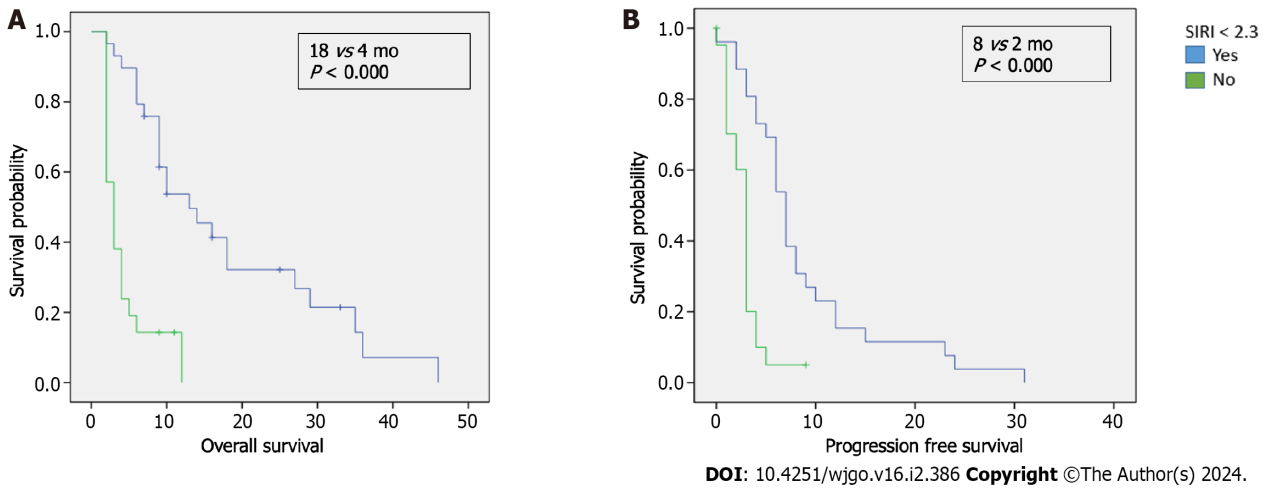 A
18 vs 4 mo
P < 0.000
1.0
0.8
0.6
0.4
0.2
0.0
Survival probability
0
10
20
30
40
50
Overall survival
B
8 vs 2 mo
P < 0.000
1.0
0.8
0.6
0.4
0.2
0.0
Survival probability
0
10
20
30
40
Progression free survival
SIRI < 2.3
Yes
No
DOI: 10.4251/wjgo.v16.i2.386 Copyright ©The Author(s) 2024.